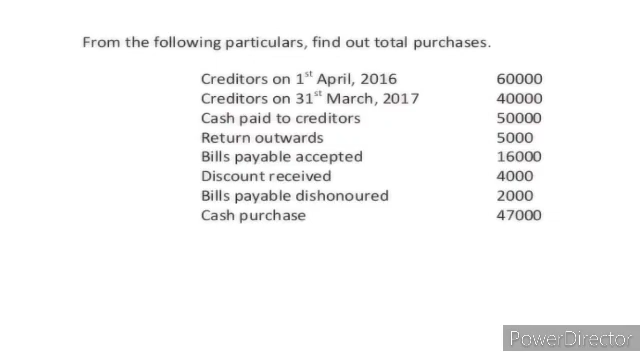 From the following particulars, find out total purchases.
Creditors on 1st April, 2016 60000
Creditors on 31st March, 2017 40000
Cash paid to creditors 50000
Return outwards 5000
Bills payable accepted 16000
Discount received 4000
Bills payable dishonoured 2000
Cash purchase 47000
PowerDirector